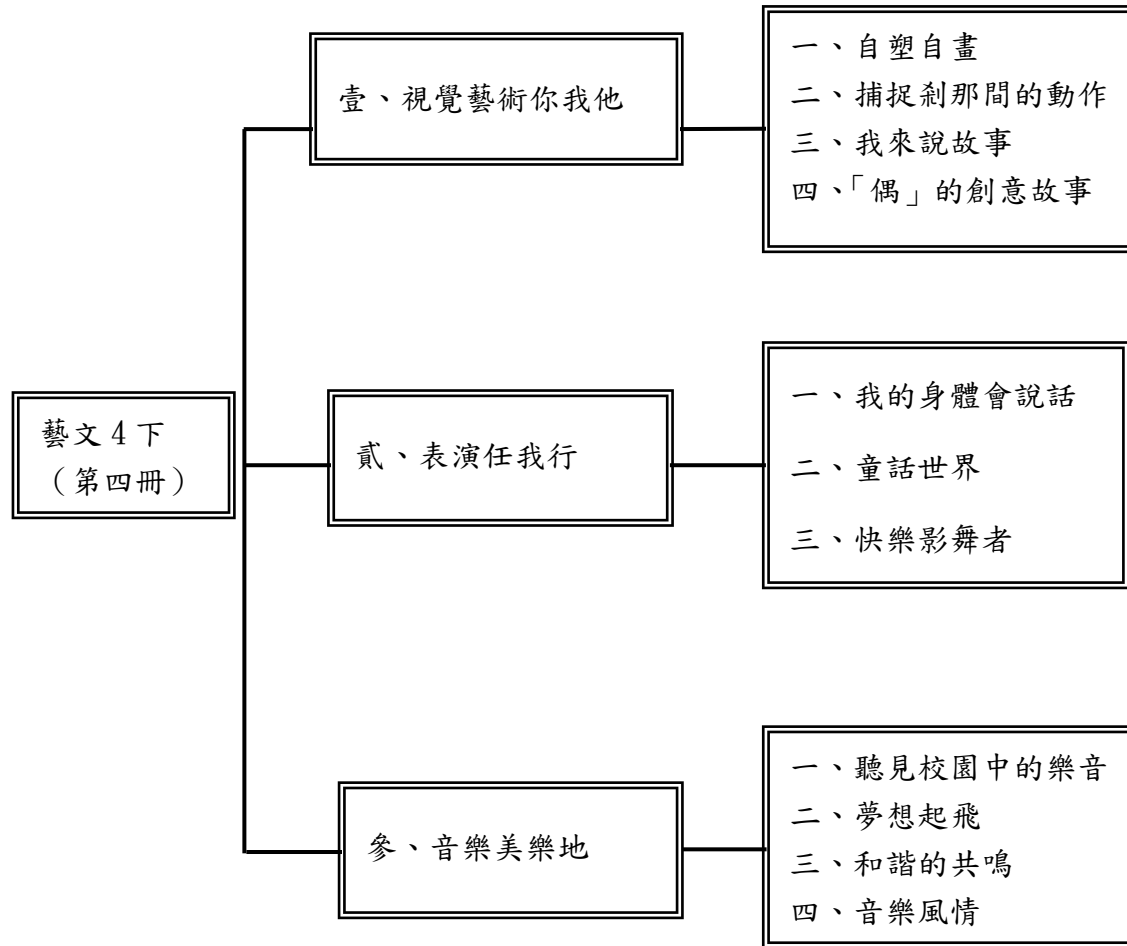 藝文4下
（第四冊）
壹、視覺藝術你我他
一、自塑自畫
二、捕捉剎那間的動作
三、我來說故事
四、「偶」的創意故事
貳、表演任我行
一、我的身體會說話
二、童話世界
三、快樂影舞者
參、音樂美樂地
一、聽見校園中的樂音
二、夢想起飛
三、和諧的共鳴
四、音樂風情